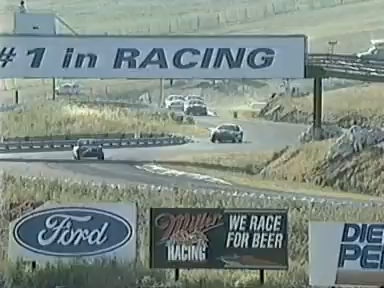 #1 in RACING
Ford
Miller
RACING
WE RACE
FOR BEER
DIE
PE